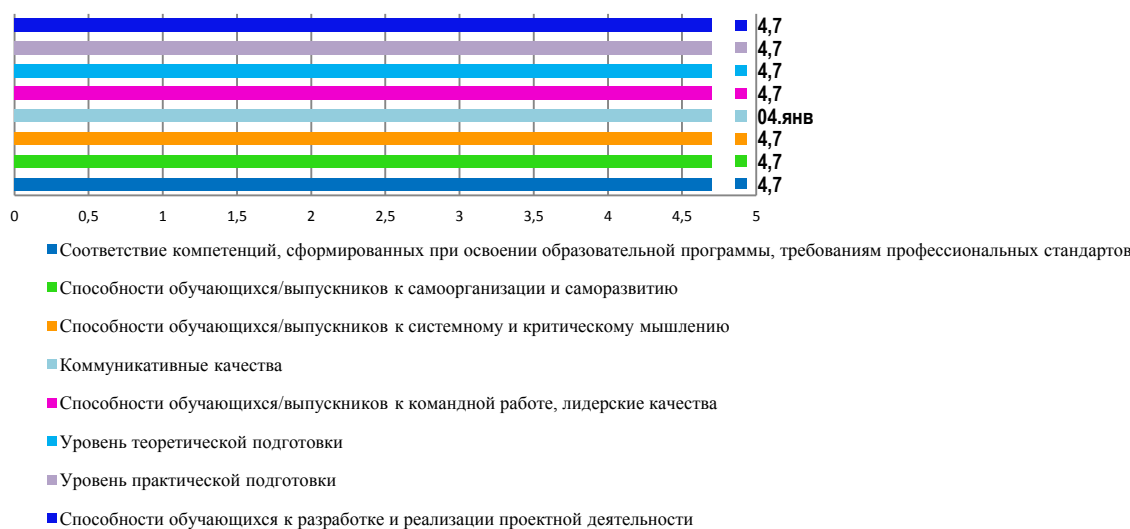 4,7
4,7
4,7
4,7
04.янв
4,7
4,7
4,7
0 0,5 1 1,5 2 2,5 3 3,5 4 4,5 5
Соответствие компетенций, сформированных при освоении образовательной программы, требованиям профессиональных стандартов
Способности обучающихся/выпускников к самоорганизации и саморазвитию
Способности обучающихся/выпускников к системному и критическому мышлению
Коммуникативные качества
Способности обучающихся/выпускников к командной работе, лидерские качества
Уровень теоретической подготовки
Уровень практической подготовки
Способности обучающихся к разработке и реализации проектной деятельности